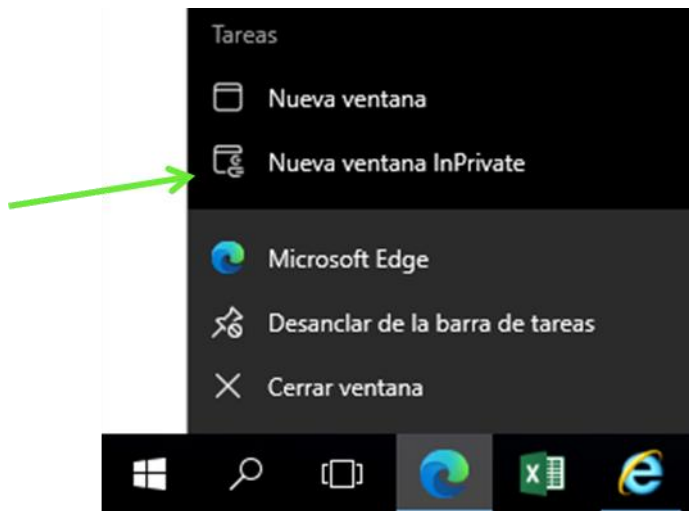 Tareas
Nueva ventana
Nueva ventana InPrivate
Microsoft Edge
Desanclar de la barra de tareas
Cerrar ventana